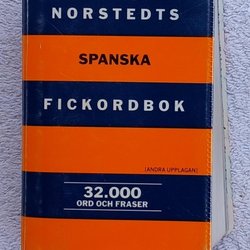 NORSTEDTS
SPANSKA
FICKORDBOK
[ANDRA UPPLAGAN]
32.000
ORD OCH FRASER